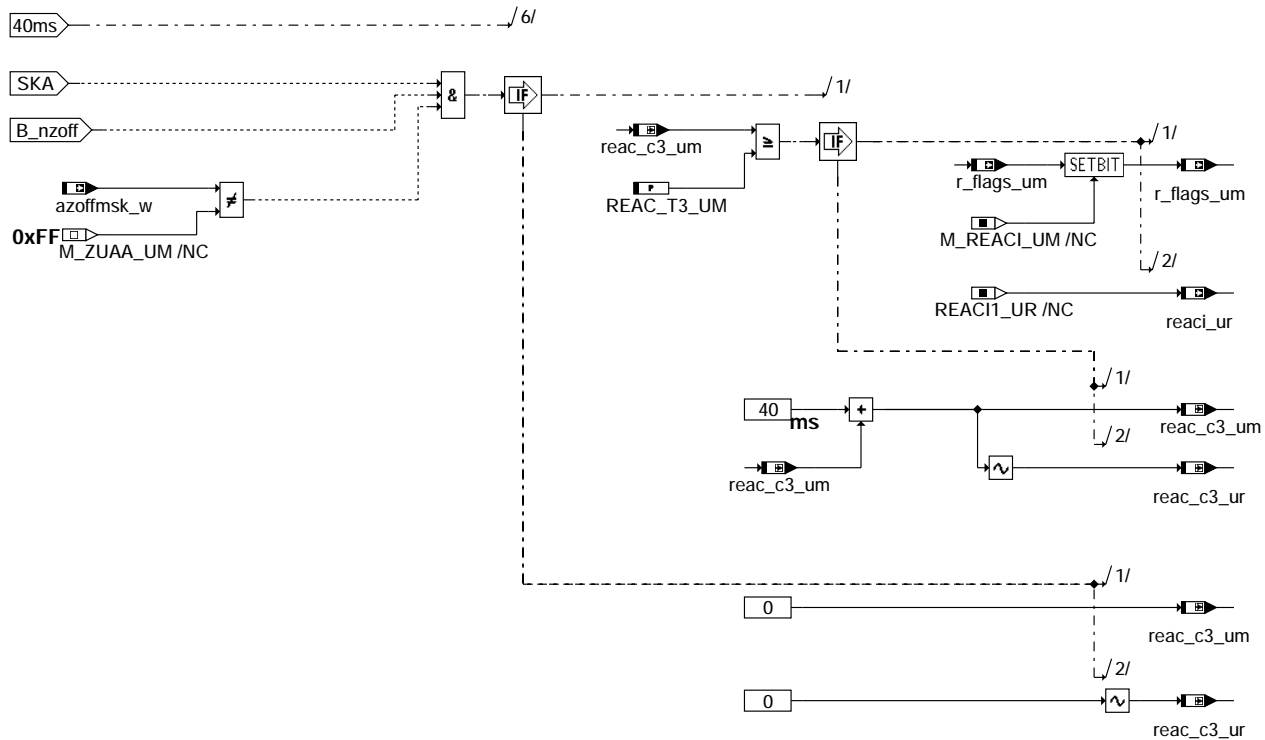 40ms
/6/
SKA
&
IF
/1/
B_nzoff
reac_c3_um
≥
IF
/1/
REAC_T3_UM
P
r_flags_um
SETBIT
r_flags_um
azoffmsk_w
≠
0xFF
M_ZUAA_UM /NC
M_REACI_UM /NC
/2/
REACI1_UR /NC
reaci_ur
/1/
40
ms
+
reac_c3_um
/2/
reac_c3_um
~
reac_c3_ur
/1/
0
reac_c3_um
/2/
0
~
reac_c3_ur